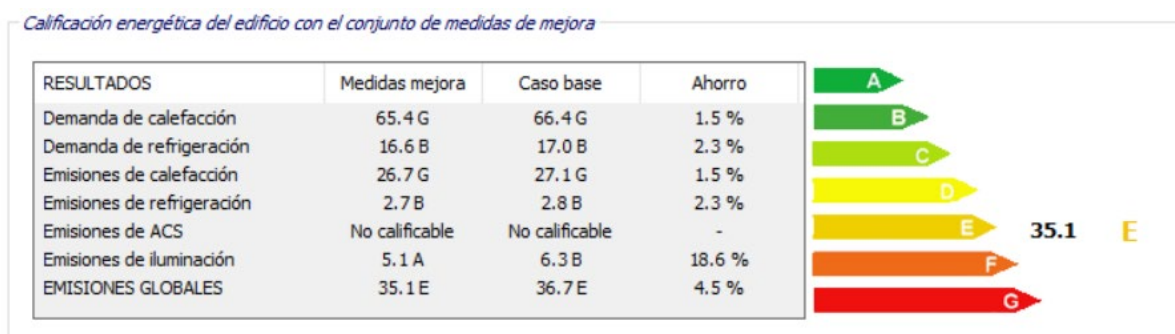 Calificación energética del edificio con el conjunto de medidas de mejora
RESULTADOS Medidas mejora Caso base Ahorro
Demanda de calefacción 65.4 G 66.4 G 1.5 %
Demanda de refrigeración 16.6 B 17.0 B 2.3 %
Emisiones de calefacción 26.7 G 27.1 G 1.5 %
Emisiones de refrigeración 2.7 B 2.8 B 2.3 %
Emisiones de ACS No calificable No calificable -
Emisiones de iluminación 5.1 A 6.3 B 18.6 %
EMISIONES GLOBALES 35.1 E 36.7 E 4.5 %
A
B
C
D
E 35.1 E
F
G